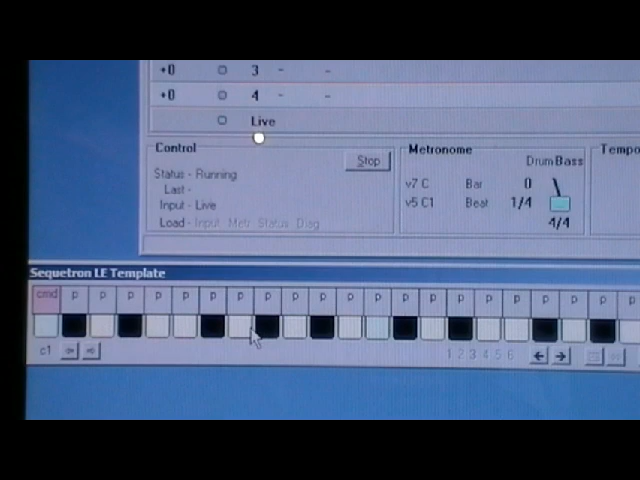 +0 3 - -
+0 4 - -
Live
Control
Stop
Status - Running
Last -
Input - Live
Load - Input Metr Status Diag
Metronome
Drum Bass
v7 C Bar 0
v5 C1 Beat 1/4
4/4
Tempo
Sequetron LE Template
cmd p p p p p p p p p p p p p p p p p p p p p p
c1
1 2 3 4 5 6